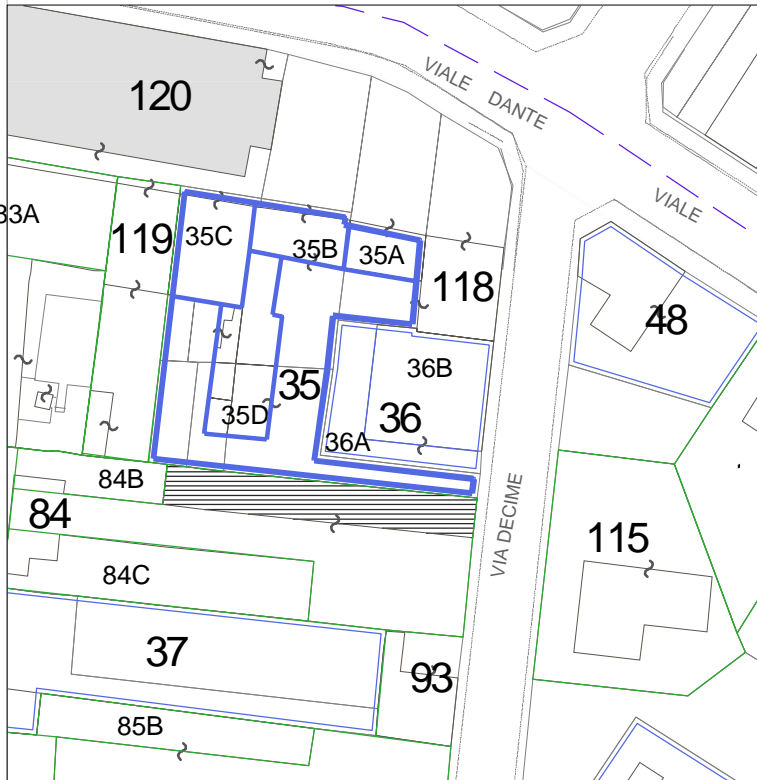 VIALE DANTE
120
VIALE
33A
119
35C
35B
35A
118
48
36B
35
36
35D
36A
84B
VIA DECIME
84
115
84C
37
93
85B